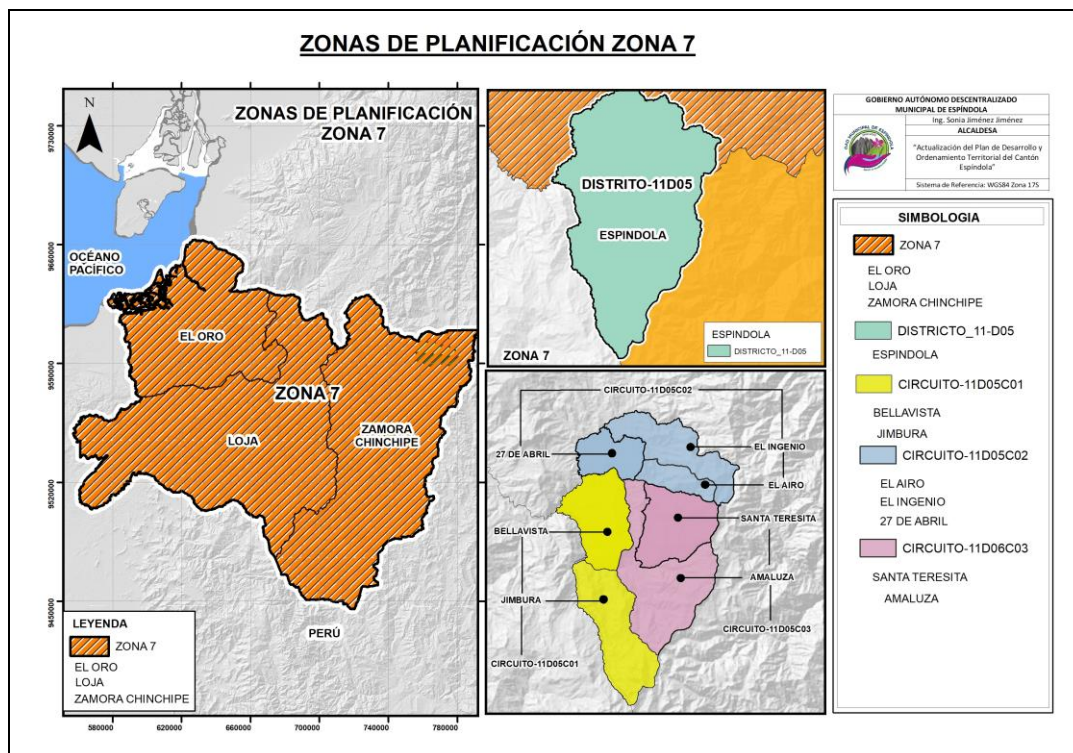 ZONAS DE PLANIFICACIÓN ZONA 7
N
ZONAS DE PLANIFICACIÓN
ZONA 7
OCÉANO
PACÍFICO
EL ORO
ZONA 7
LOJA
ZAMORA
CHINCHIPE
PERÚ
LEYENDA
ZONA 7
EL ORO
LOJA
ZAMORA CHINCHIPE
9730000
9660000
9590000
9520000
9450000
580000
620000
660000
700000
740000
780000
DISTRITO-11D05
ESPINDOLA
ZONA 7
ESPINDOLA
DISTRICTO_11-D05
CIRCUITO-11D05C02
27 DE ABRIL
EL INGENIO
EL AIRO
BELLAVISTA
SANTA TERESITA
JIMBURA
AMALUZA
CIRCUITO-11D05C03
CIRCUITO-11D05C01
GOBIERNO AUTÓNOMO DESCENTRALIZADO
MUNICIPAL DE ESPÍNDOLA
Ing. Sonia Jiménez Jiménez
ALCALDESA
"Actualización del Plan de Desarrollo y
Ordenamiento Territorial del Cantón
Espíndola"
Sistema de Referencia: WGS84 Zona 17S
SIMBOLOGIA
ZONA 7
EL ORO
LOJA
ZAMORA CHINCHIPE
DISTRICTO_11-D05
ESPINDOLA
CIRCUITO-11D05C01
BELLAVISTA
JIMBURA
CIRCUITO-11D05C02
EL AIRO
EL INGENIO
27 DE ABRIL
CIRCUITO-11D06C03
SANTA TERESITA
AMALUZA